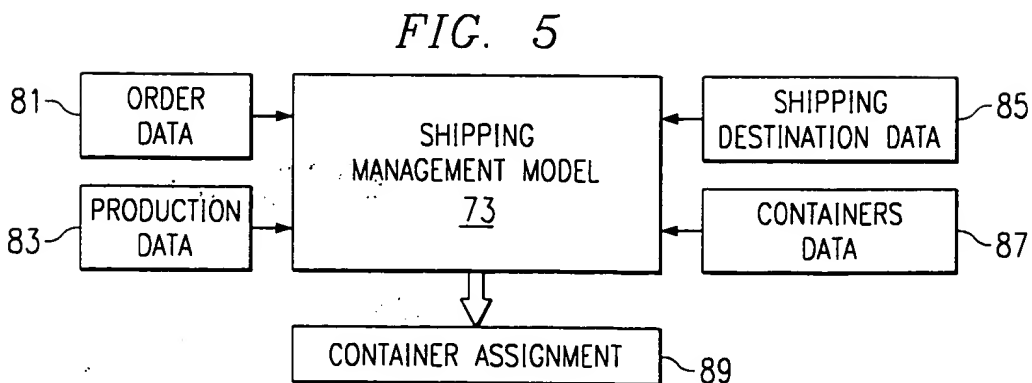 FIG. 5
81
ORDER
DATA
SHIPPING
MANAGEMENT MODEL
73
SHIPPING
DESTINATION DATA
85
83
PRODUCTION
DATA
CONTAINERS
DATA
87
CONTAINER ASSIGNMENT
89